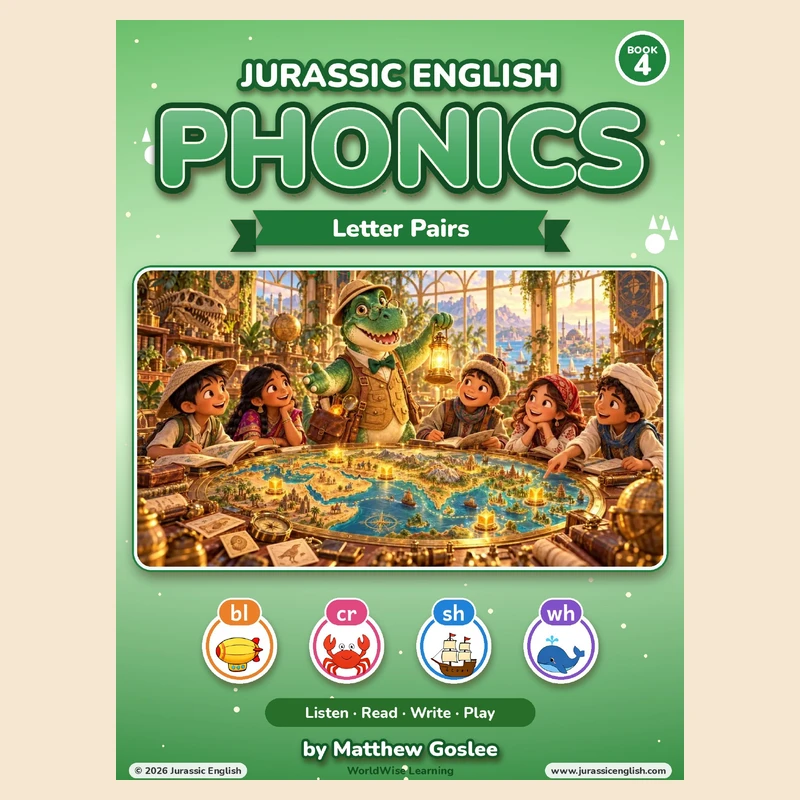 BOOK
4
JURASSIC ENGLISH
PHONICS
Letter Pairs
bl
cr
sh
wh
Listen · Read · Write · Play
by Matthew Goslee
© 2026 Jurassic English
WorldWise Learning
www.jurassicenglish.com